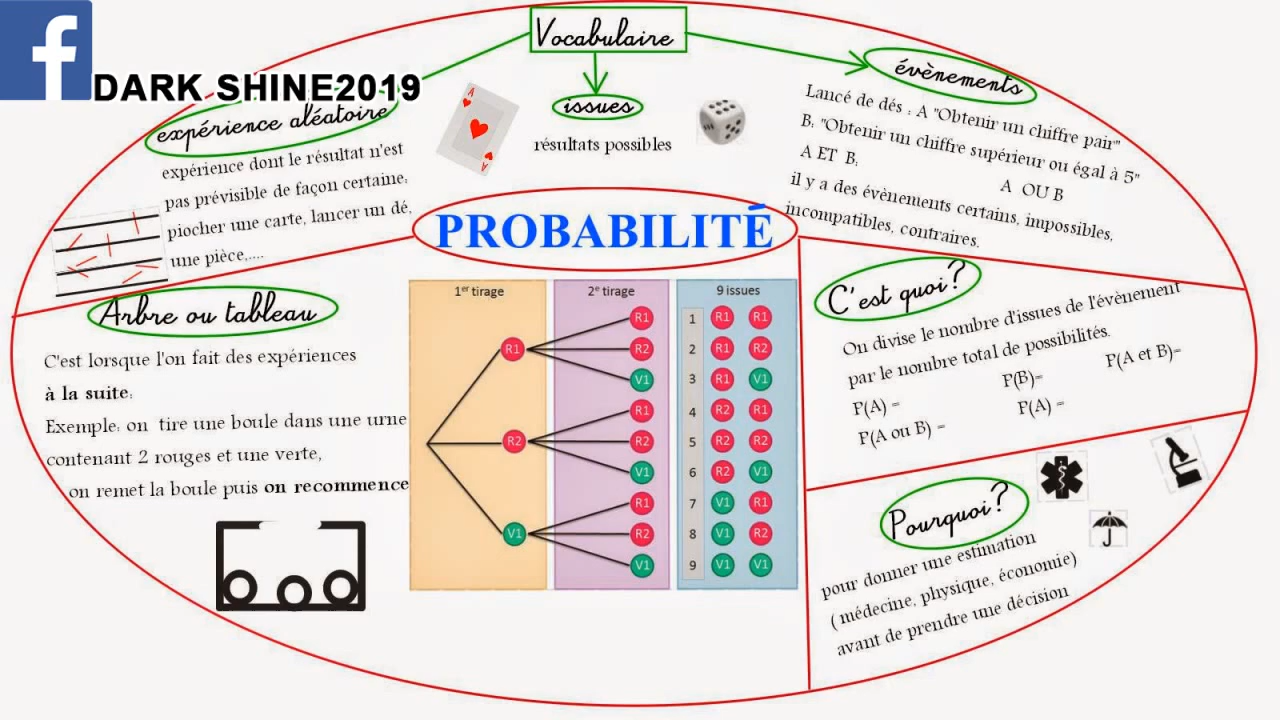 f
DARK SHINE2019
Vocabulaire
expérience aléatoire
expérience dont le résultat n'est
pas prévisible de façon certaine:
piocher une carte, lancer un dé,
une pièce,....
issues
résultats possibles
A
A
évènements
Lancé de dés : A "Obtenir un chiffre pair"
B: "Obtenir un chiffre supérieur ou égal à 5"
A ET B:
A OU B
il y a des évènements certains, impossibles,
incompatibles, contraires.
PROBABILITÉ
Arbre ou tableau
C'est lorsque l'on fait des expériences
à la suite:
Exemple: on tire une boule dans une urne
contenant 2 rouges et une verte,
on remet la boule puis on recommence
1er tirage
2e tirage
9 issues
R1
R2
V1
R1
R2
V1
R1
R2
V1
R1
R2
V1
1 R1 R1
2 R1 R2
3 R1 V1
4 R2 R1
5 R2 R2
6 R2 V1
7 V1 R1
8 V1 R2
9 V1 V1
C'est quoi?
On divise le nombre d'issues de l'évènement
par le nombre total de possibilités.
P(A) = P(B)= P(A et B)=
P(A ou B) = P(A) =
Pourquoi?
pour donner une estimation
(médecine, physique, économie)
avant de prendre une décision